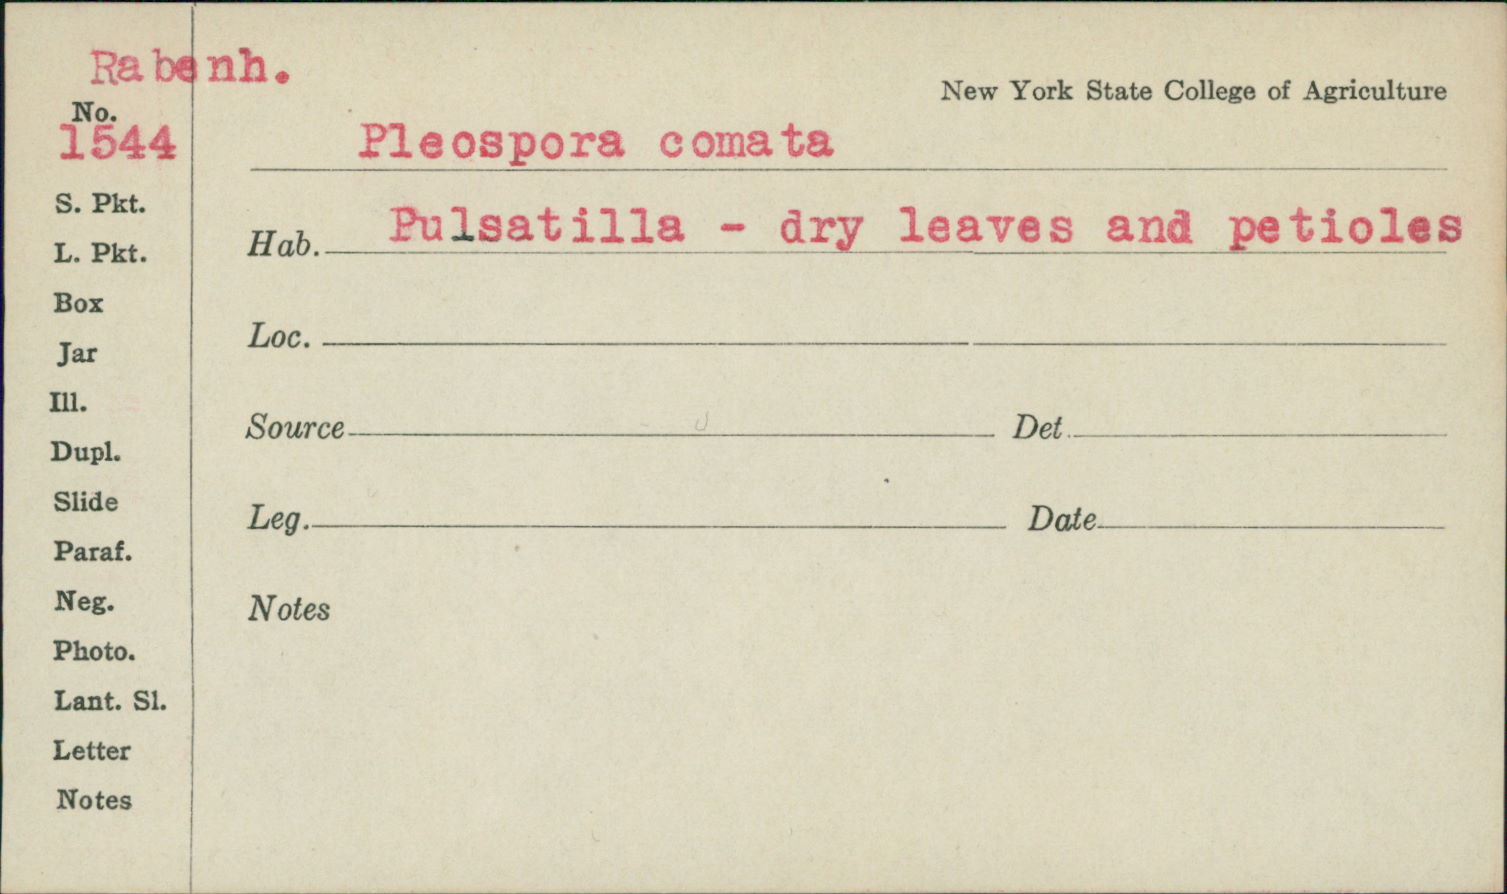 Rabenh.
New York State College of Agriculture
No.
1544
Pleospora comata
S. Pkt.
Hab. Pulsatilla - dry leaves and petioles
L. Pkt.
Box
Loc.
Jar
Ill.
Source Det.
Dupl.
Slide
Leg. Date
Paraf.
Neg.
Notes
Photo.
Lant. Sl.
Letter
Notes